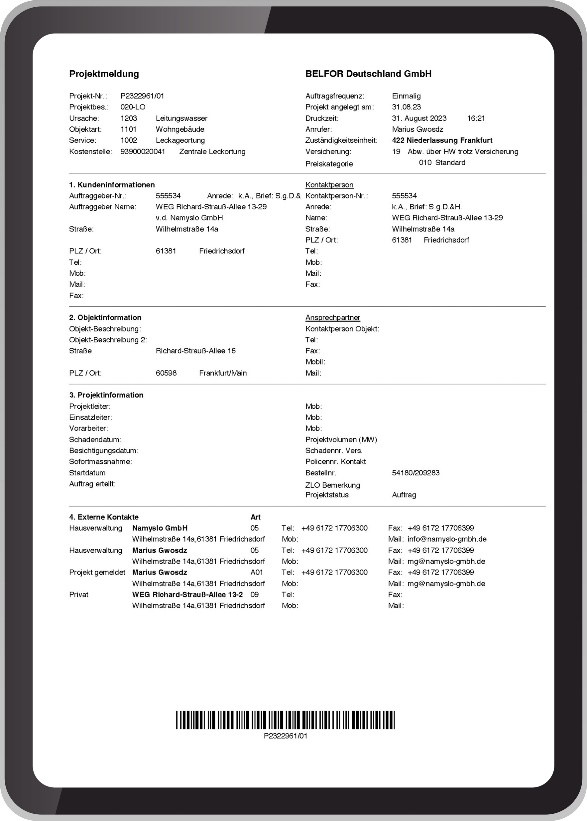 Projektmeldung BELFOR Deutschland GmbH
Projekt-Nr.: P2322961/01 Auftragsfrequenz: Einmalig
Projektbes.: 020-LO Projekt angelegt am: 31.08.23
Ursache: 1203 Leitungswasser Druckzeit: 31. August 2023 16:21
Objektart: 1101 Wohngebäude Anrufer: Marius Gwosdz
Service: 1002 Leckageortung Zuständigkeitseinheit: 422 Niederlassung Frankfurt
Kostenstelle: 93900020041 Zentrale Leckortung Versicherung: 19 Abw. über HW trotz Versicherung
Preiskategorie 010 Standard
1. Kundeninformationen Kontaktperson
Auftraggeber-Nr.: 555534 Anrede: k.A., Brief: S.g.D.& Kontaktperson-Nr.: 555534
Auftraggeber Name: WEG Richard-Strauß-Allee 13-29 Anrede: k.A., Brief: S.g.D.&H
v.d. Namyslo GmbH Name: WEG Richard-Strauß-Allee 13-29
Straße: Wilhelmstraße 14a Straße: Wilhelmstraße 14a
PLZ / Ort: 61381 Friedrichsdorf
PLZ / Ort: 61381 Friedrichsdorf Tel:
Tel: Mob:
Mob: Mail:
Mail: Fax:
Fax:
2. Objektinformation Ansprechpartner
Objekt-Beschreibung: Kontaktperson Objekt:
Objekt-Beschreibung 2: Tel:
Straße Richard-Strauß-Allee 16 Fax:
Mobil:
PLZ / Ort: 60598 Frankfurt/Main Mail:
3. Projektinformation
Projektleiter: Mob:
Einsatzleiter: Mob:
Vorarbeiter: Mob:
Schadendatum: Projektvolumen (MW)
Besichtigungsdatum: Schadennr. Vers.
Sofortmassnahme: Policennr. Kontakt
Startdatum Bestellnr. 54180/209283
Auftrag erteilt: ZLO Bemerkung
Projektstatus Auftrag
4. Externe Kontakte Art
Hausverwaltung Namyslo GmbH 05 Tel: +49 6172 17706300 Fax: +49 6172 17706399
Wilhelmstraße 14a,61381 Friedrichsdorf Mob: Mail: info@namyslo-gmbh.de
Hausverwaltung Marius Gwosdz 05 Tel: +49 6172 17706300 Fax: +49 6172 17706399
Wilhelmstraße 14a,61381 Friedrichsdorf Mob: Mail: mg@namyslo-gmbh.de
Projekt gemeldet Marius Gwosdz A01 Tel: +49 6172 17706300 Fax: +49 6172 17706399
Wilhelmstraße 14a,61381 Friedrichsdorf Mob: Mail: mg@namyslo-gmbh.de
Privat WEG Richard-Strauß-Allee 13-2 09 Tel: Fax:
Wilhelmstraße 14a,61381 Friedrichsdorf Mob: Mail:
P2322961/01